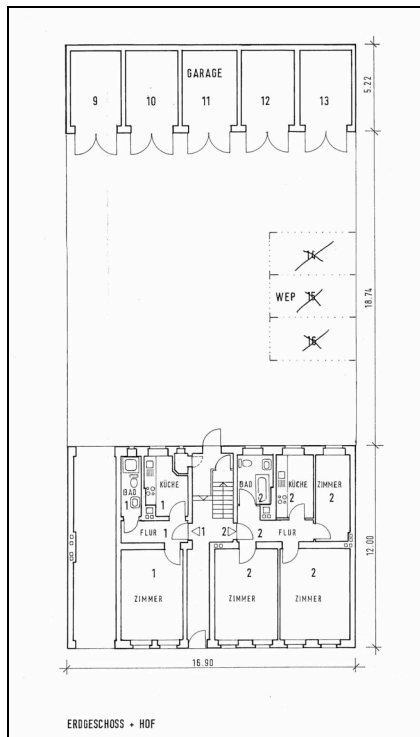 GARAGE
9 10 11 12 13
5.22
14
WEP 15
16
18.74
BAD 1
KÜCHE 1
BAD 2
KÜCHE 2
ZIMMER 2
FLUR 1
1 2
2 FLUR
1
ZIMMER
2
ZIMMER
2
ZIMMER
12.00
16.90
ERDGESCHOSS + HOF